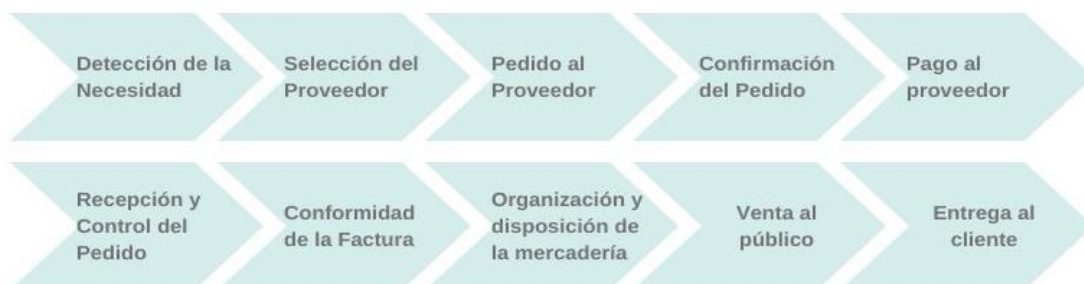 Detección de la
Necesidad
Selección del
Proveedor
Pedido al
Proveedor
Confirmación
del Pedido
Pago al
proveedor
Recepción y
Control del
Pedido
Conformidad
de la Factura
Organización y
disposición de
la mercadería
Venta al
público
Entrega al
cliente